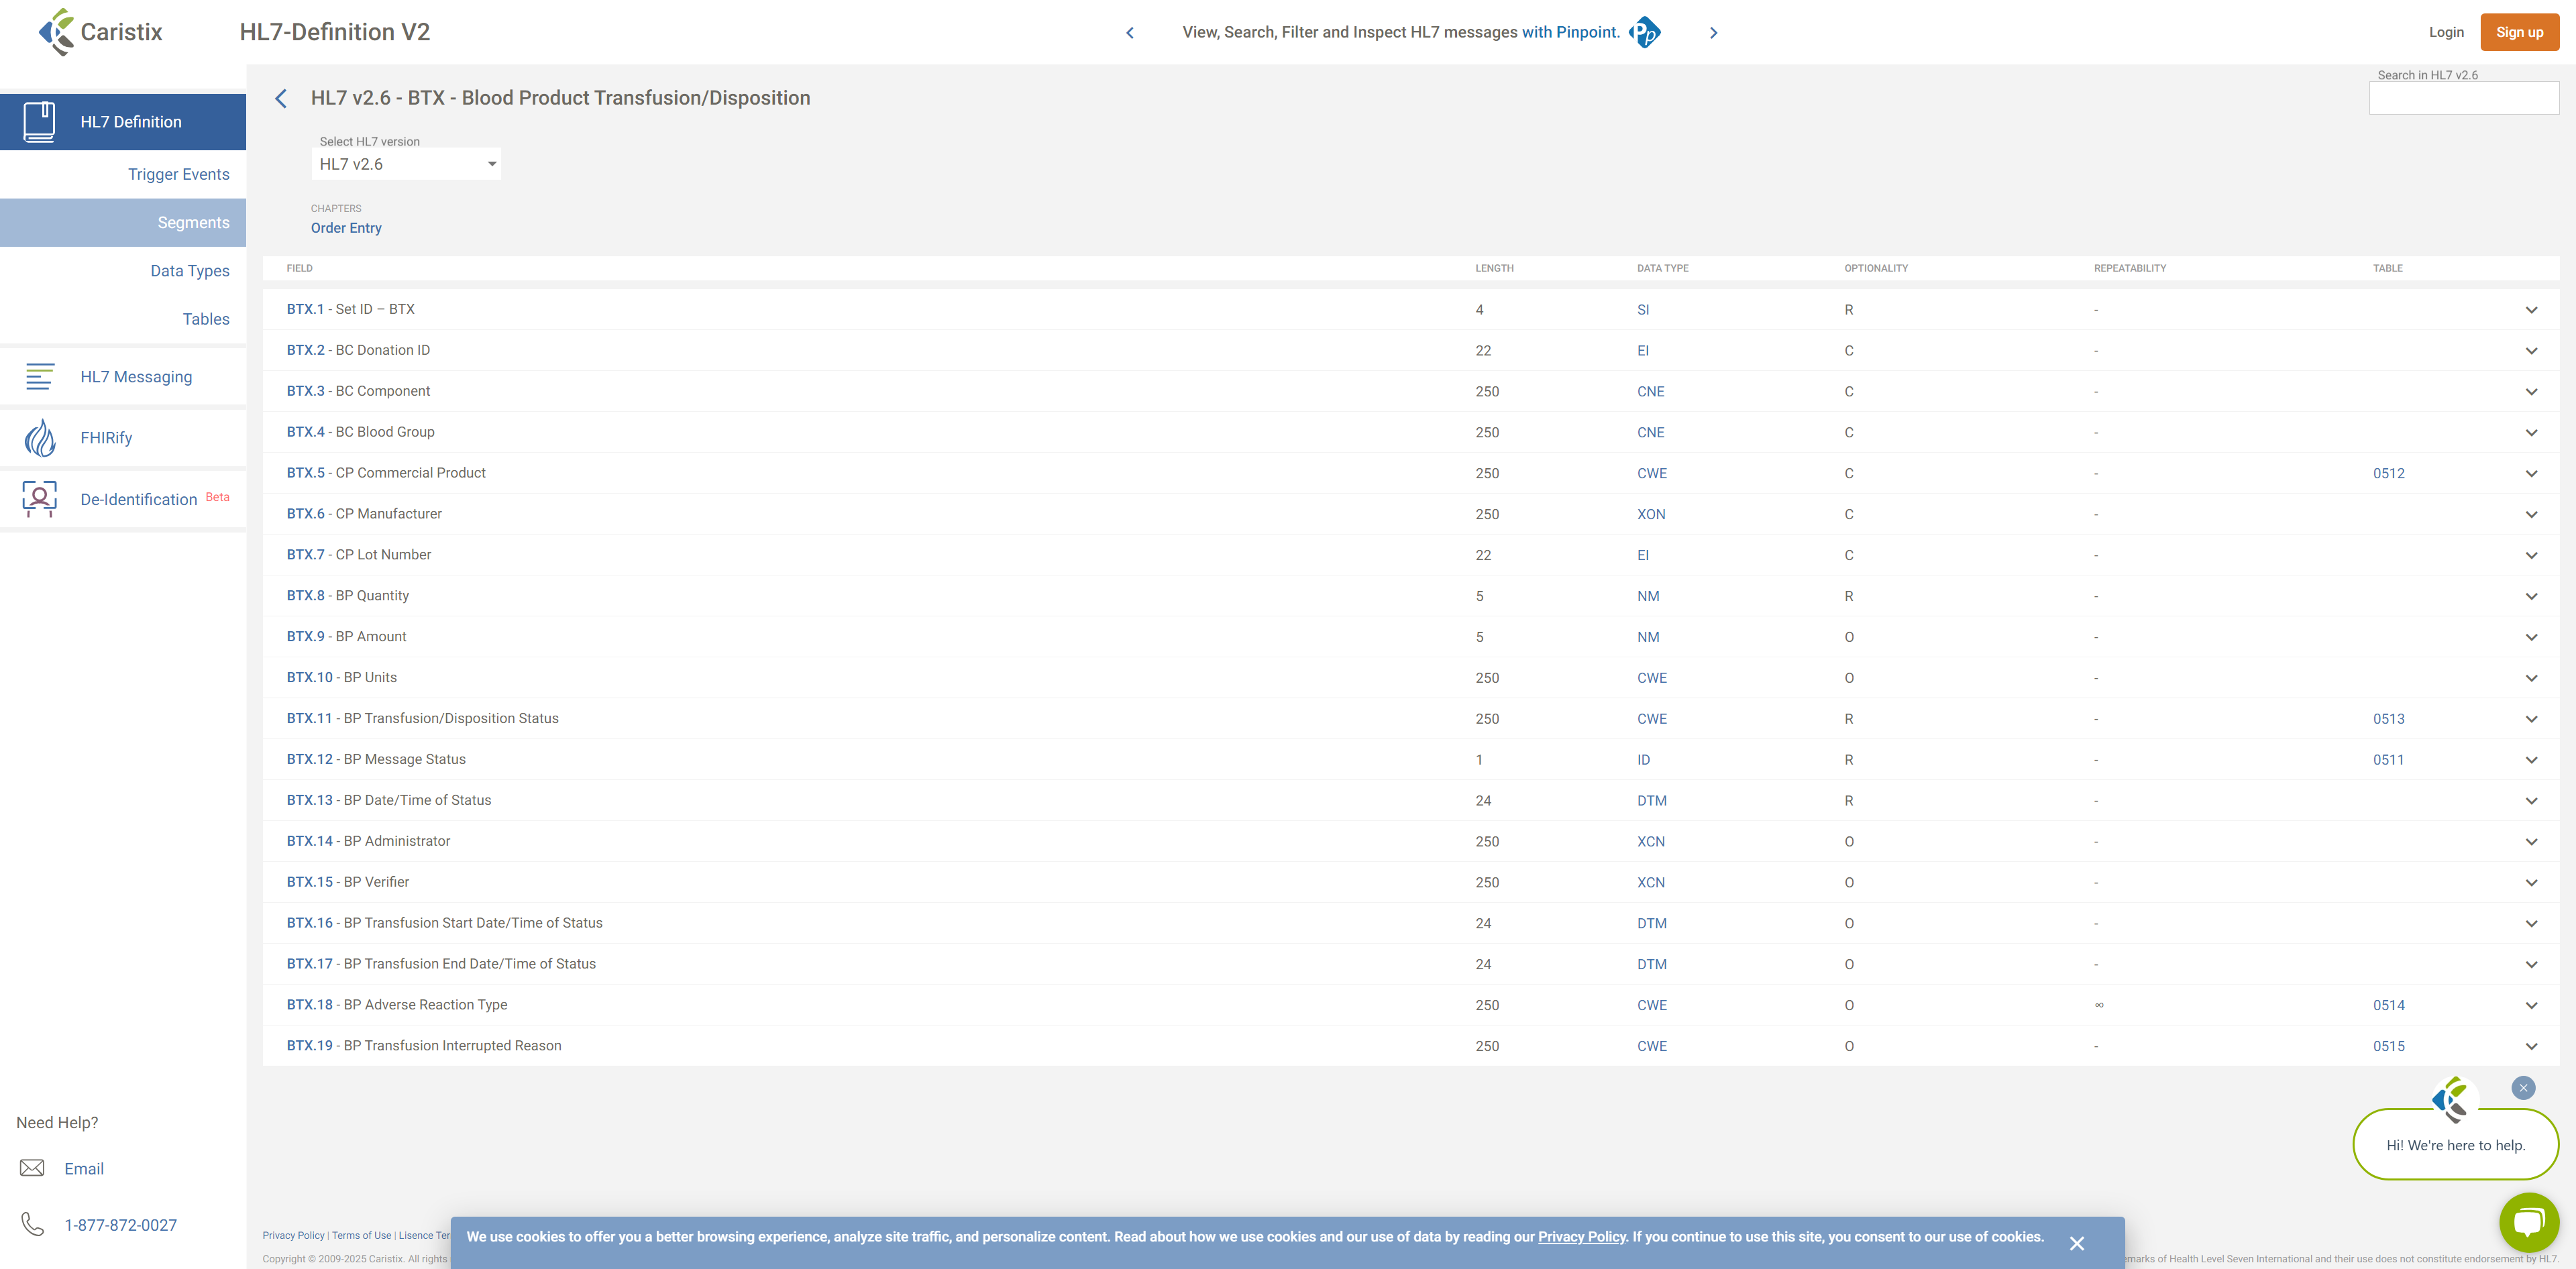 Caristix
HL7-Definition V2
View, Search, Filter and Inspect HL7 messages with Pinpoint.
Login
Sign up
HL7 Definition
Trigger Events
Segments
Data Types
Tables
HL7 Messaging
FHIRify
De-Identification Beta
Need Help?
Email
1-877-872-0027
HL7 v2.6 - BTX - Blood Product Transfusion/Disposition
Search in HL7 v2.6
Select HL7 version
HL7 v2.6
CHAPTERS
Order Entry
FIELD LENGTH DATA TYPE OPTIONALITY REPEATABILITY TABLE
BTX.1 - Set ID – BTX 4 SI R -
BTX.2 - BC Donation ID 22 EI C -
BTX.3 - BC Component 250 CNE C -
BTX.4 - BC Blood Group 250 CNE C -
BTX.5 - CP Commercial Product 250 CWE C - 0512
BTX.6 - CP Manufacturer 250 XON C -
BTX.7 - CP Lot Number 22 EI C -
BTX.8 - BP Quantity 5 NM R -
BTX.9 - BP Amount 5 NM O -
BTX.10 - BP Units 250 CWE O -
BTX.11 - BP Transfusion/Disposition Status 250 CWE R - 0513
BTX.12 - BP Message Status 1 ID R - 0511
BTX.13 - BP Date/Time of Status 24 DTM R -
BTX.14 - BP Administrator 250 XCN O -
BTX.15 - BP Verifier 250 XCN O -
BTX.16 - BP Transfusion Start Date/Time of Status 24 DTM O -
BTX.17 - BP Transfusion End Date/Time of Status 24 DTM O -
BTX.18 - BP Adverse Reaction Type 250 CWE O ∞ 0514
BTX.19 - BP Transfusion Interrupted Reason 250 CWE O - 0515
Hi! We're here to help.
Privacy Policy | Terms of Use | Lisence Ter
We use cookies to offer you a better browsing experience, analyze site traffic, and personalize content. Read about how we use cookies and our use of data by reading our Privacy Policy. If you continue to use this site, you consent to our use of cookies.
Copyright © 2009-2025 Caristix. All rights
emarks of Health Level Seven International and their use does not constitute endorsement by HL7.